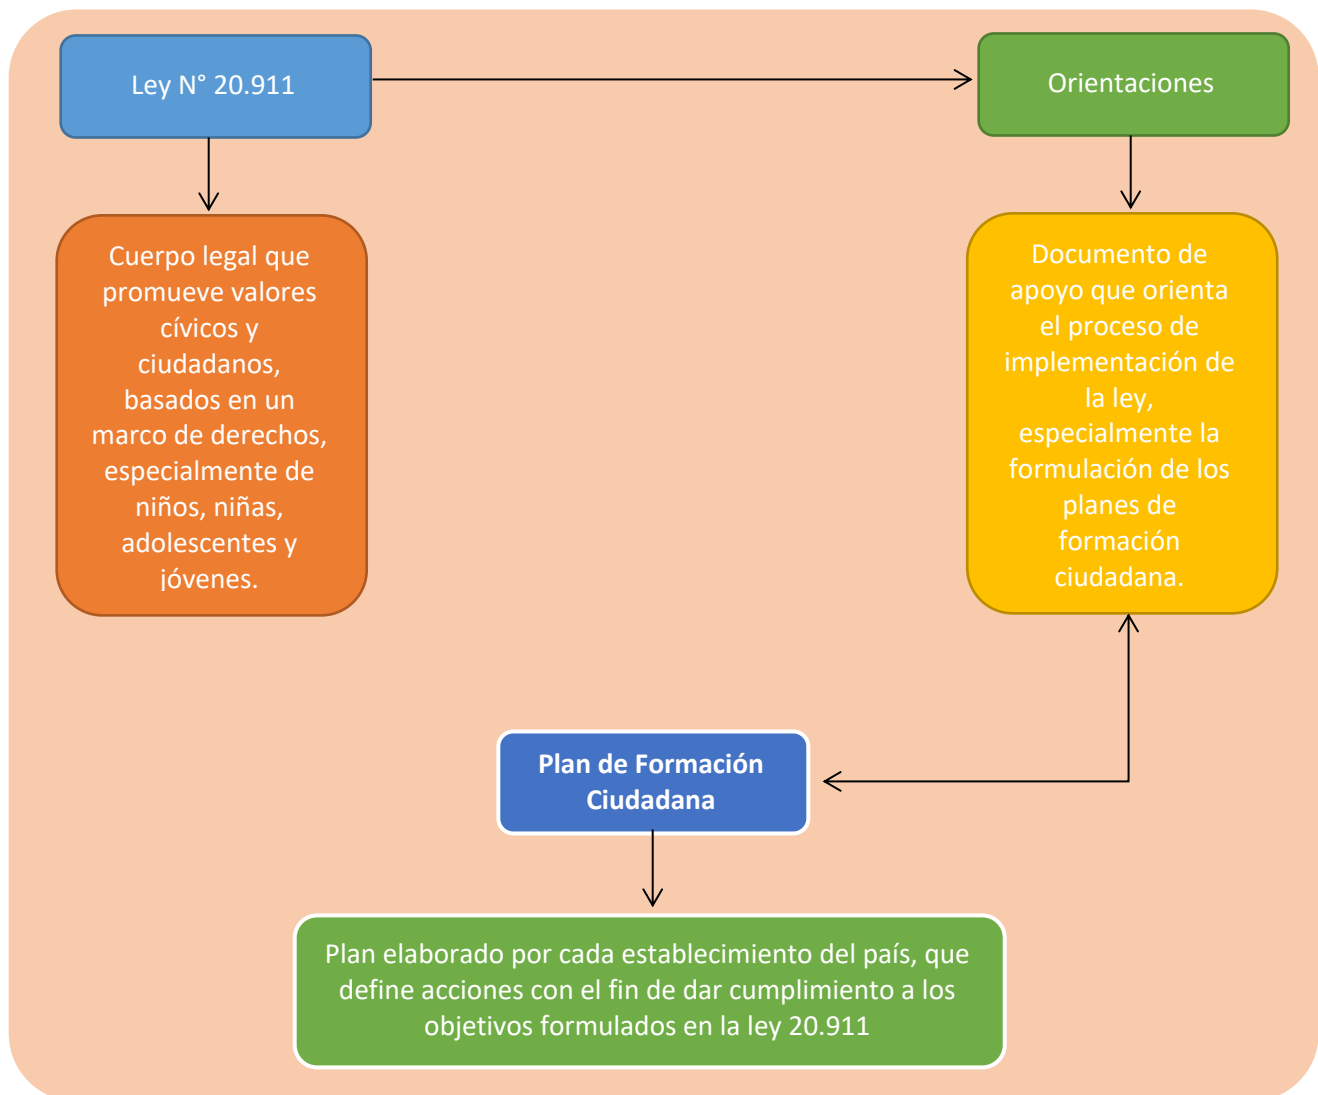 Ley N° 20.911
Orientaciones
Cuerpo legal que
promueve valores
cívicos y
ciudadanos,
basados en un
marco de derechos,
especialmente de
niños, niñas,
adolescentes y
jóvenes.
Documento de
apoyo que orienta
el proceso de
implementación de
la ley,
especialmente la
formulación de los
planes de
formación
ciudadana.
Plan de Formación
Ciudadana
Plan elaborado por cada establecimiento del país, que
define acciones con el fin de dar cumplimiento a los
objetivos formulados en la ley 20.911